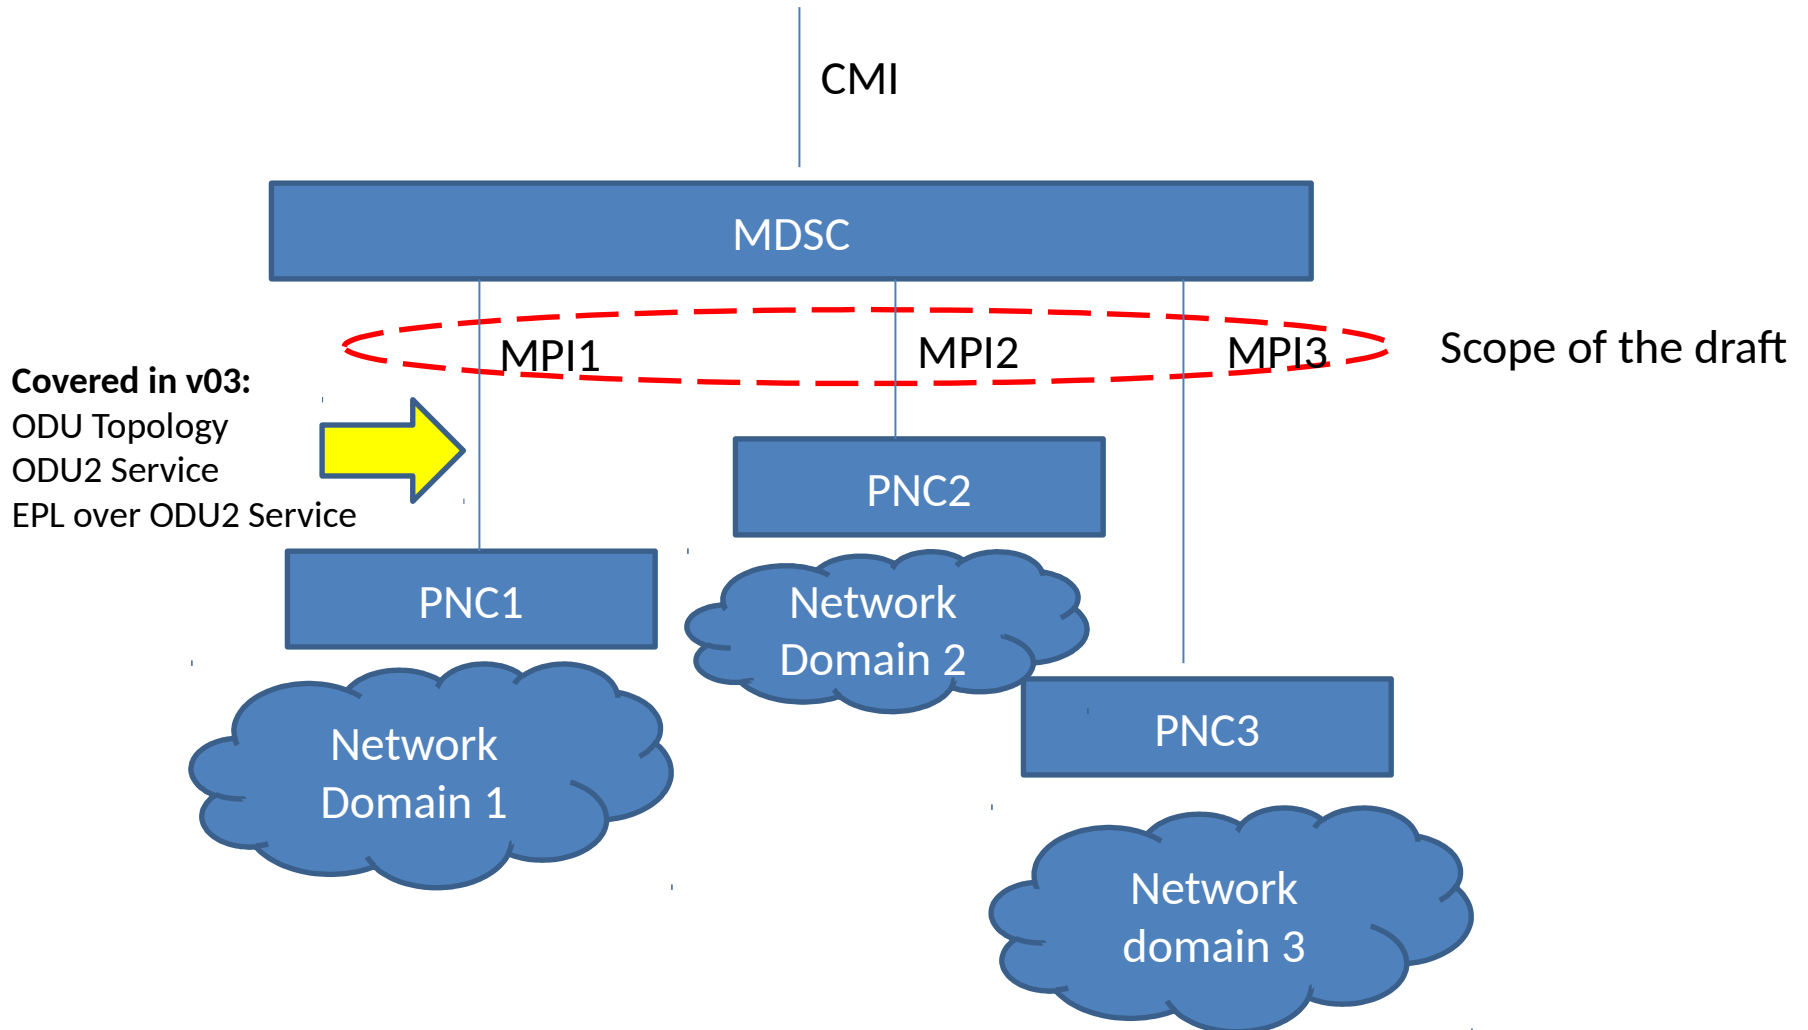 CMI
MDSC
MPI1
MPI2
MPI3
Scope of the draft
Covered in v03:
ODU Topology
ODU2 Service
EPL over ODU2 Service
PNC2
PNC1
Network
Domain 2
PNC3
Network
Domain 1
Network
domain 3